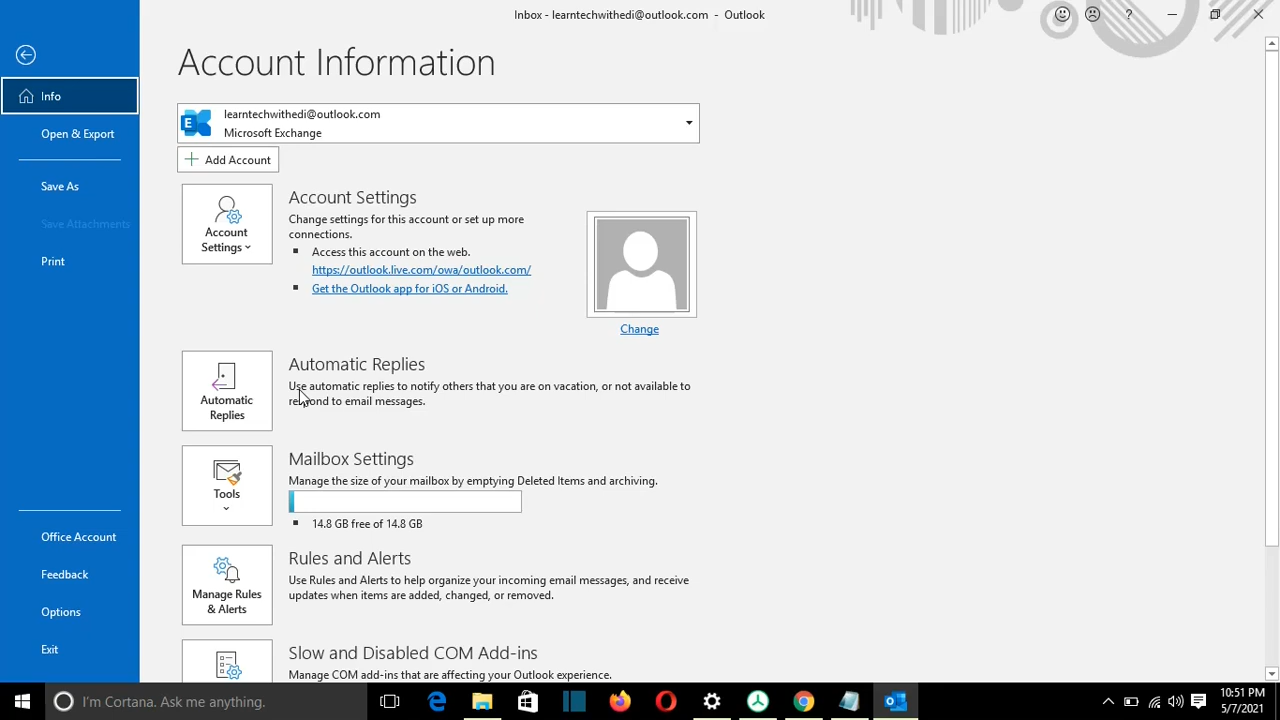 Inbox - learntechwithedi@outlook.com - Outlook
Account Information
Info
Open & Export
Save As
Save Attachments
Print
Office Account
Feedback
Options
Exit
learntechwithedi@outlook.com
Microsoft Exchange
Add Account
Account
Settings
Account Settings
Change settings for this account or set up more
connections.
Access this account on the web.
https://outlook.live.com/owa/outlook.com/
Get the Outlook app for iOS or Android.
Change
Automatic
Replies
Automatic Replies
Use automatic replies to notify others that you are on vacation, or not available to
respond to email messages.
Tools
Mailbox Settings
Manage the size of your mailbox by emptying Deleted Items and archiving.
14.8 GB free of 14.8 GB
Manage Rules
& Alerts
Rules and Alerts
Use Rules and Alerts to help organize your incoming email messages, and receive
updates when items are added, changed, or removed.
Slow and Disabled COM Add-ins
Manage COM add-ins that are affecting your Outlook experience.
I'm Cortana. Ask me anything.
10:51 PM
5/7/2021